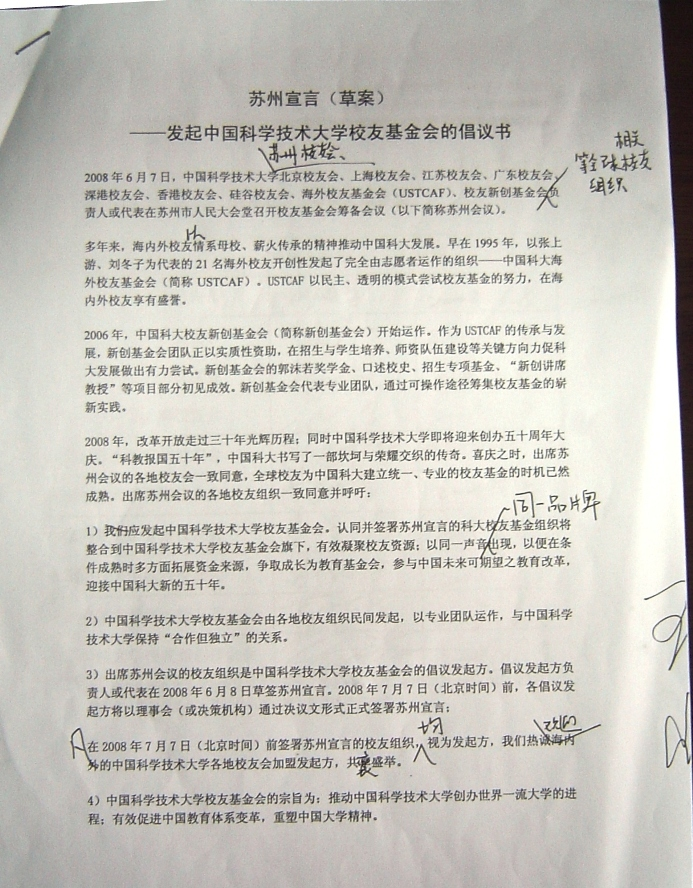 苏州宣言（草案）
——发起中国科学技术大学校友基金会的倡议书
苏州校友会、
相关
等全球校友
组织
2008 年 6 月 7 日，中国科学技术大学北京校友会、上海校友会、江苏校友会、广东校友会、
深港校友会、香港校友会、硅谷校友会、海外校友基金会（USTCAF）、校友新创基金会负
责人或代表在苏州市人民大会堂召开校友基金会筹备会议（以下简称苏州会议）。
多年来，海内外校友情系母校、薪火传承的精神推动中国科大发展。早在 1995 年，以张上
游、刘冬子为代表的 21 名海外校友开创性发起了完全由志愿者运作的组织——中国科大海
外校友基金会（简称 USTCAF）。USTCAF 以民主、透明的模式尝试校友基金的努力，在海
内外校友享有盛誉。
2006 年，中国科大校友新创基金会（简称新创基金会）开始运作。作为 USTCAF 的传承与发
展，新创基金会团队正以实质性资助，在招生与学生培养、师资队伍建设等关键方向力促科
大发展做出有力尝试。新创基金会的郭沫若奖学金、口述校史、招生专项基金、“新创讲席
教授”等项目部分初见成效。新创基金会代表专业团队，通过可操作途径筹集校友基金的崭
新实践。
2008 年，改革开放走过三十年光辉历程；同时中国科学技术大学即将迎来创办五十周年大
庆。“科教报国五十年”，中国科大书写了一部坎坷与荣耀交织的传奇。喜庆之时，出席苏
州会议的各地校友会一致同意，全球校友为中国科大建立统一、专业的校友基金的时机已然
成熟。出席苏州会议的各地校友组织一致同意并呼吁：
同一品牌
1）我们应发起中国科学技术大学校友基金会。认同并签署苏州宣言的科大校友基金组织将
整合到中国科学技术大学校友基金会旗下，有效凝聚校友资源；以同一声音出现，以便在条
件成熟时多方面拓展资金来源，争取成长为教育基金会，参与中国未来可期望之教育改革，
迎接中国科大新的五十年。
2）中国科学技术大学校友基金会由各地校友组织民间发起，以专业团队运作，与中国科学
技术大学保持“合作但独立”的关系。
3）出席苏州会议的校友组织是中国科学技术大学校友基金会的倡议发起方。倡议发起方负
责人或代表在 2008 年 6 月 8 日草签苏州宣言。2008 年 7 月 7 日（北京时间）前，各倡议发
起方将以理事会（或决策机构）通过决议文形式正式签署苏州宣言；
均
凡在 2008 年 7 月 7 日（北京时间）前签署苏州宣言的校友组织，视为发起方，我们热诚海内
外的中国科学技术大学各地校友会加盟发起方，共襄盛举。
4）中国科学技术大学校友基金会的宗旨为：推动中国科学技术大学创办世界一流大学的进
程；有效促进中国教育体系变革，重塑中国大学精神。